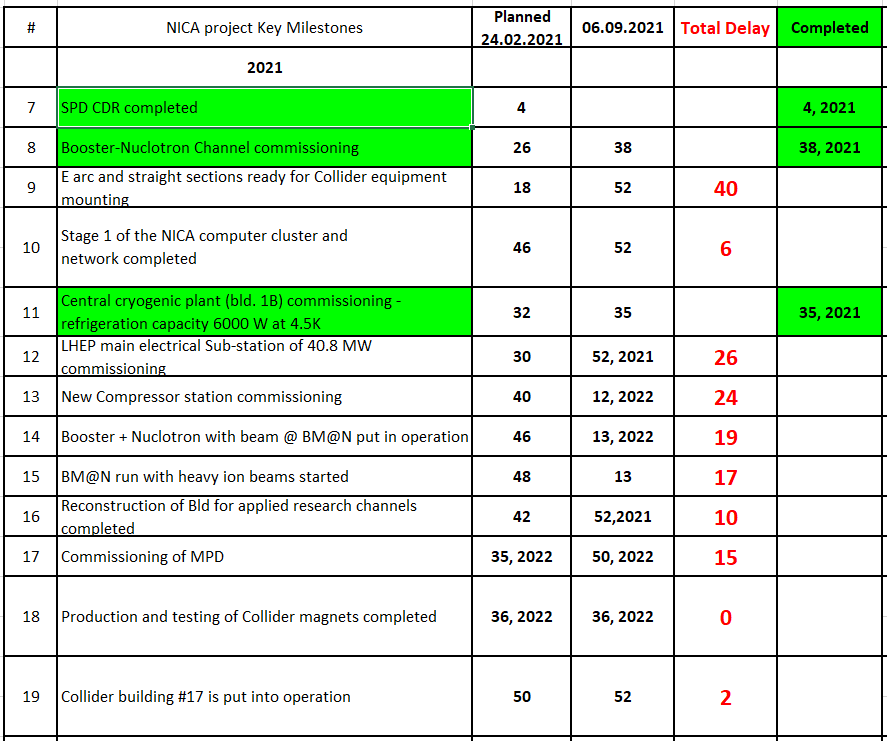 # NICA project Key Milestones Planned 24.02.2021 06.09.2021 Total Delay Completed
2021
7 SPD CDR completed 4 4, 2021
8 Booster-Nuclotron Channel commissioning 26 38 38, 2021
9 E arc and straight sections ready for Collider equipment
mounting 18 52 40
10 Stage 1 of the NICA computer cluster and
network completed 46 52 6
11 Central cryogenic plant (bld. 1B) commissioning -
refrigeration capacity 6000 W at 4.5K 32 35 35, 2021
12 LHEP main electrical Sub-station of 40.8 MW
commissioning 30 52, 2021 26
13 New Compressor station commissioning 40 12, 2022 24
14 Booster + Nuclotron with beam @ BM@N put in operation 46 13, 2022 19
15 BM@N run with heavy ion beams started 48 13 17
16 Reconstruction of Bld for applied research channels
completed 42 52,2021 10
17 Commissioning of MPD 35, 2022 50, 2022 15
18 Production and testing of Collider magnets completed 36, 2022 36, 2022 0
19 Collider building #17 is put into operation 50 52 2